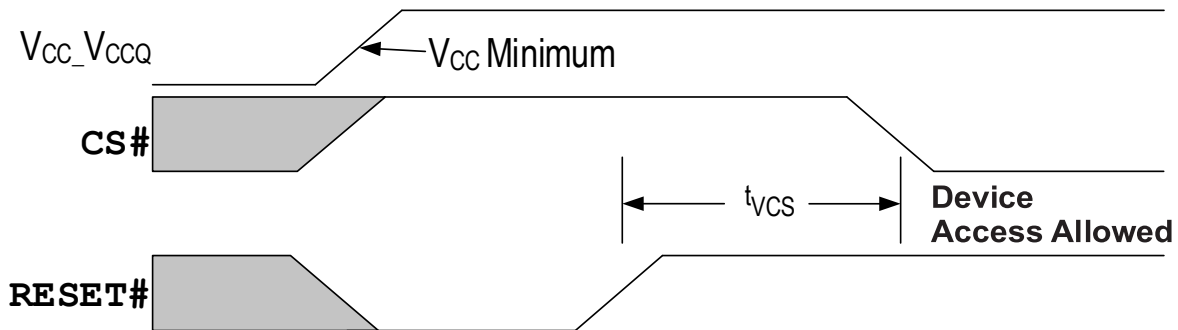 VCC_VCCQ
VCC Minimum
CS#
tVCS
Device
Access Allowed
RESET#